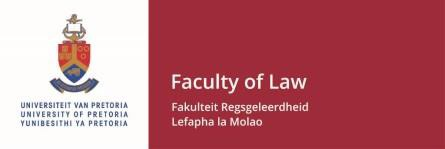 UNIVERSITEIT VAN PRETORIA
UNIVERSITY OF PRETORIA
YUNIBESITHI YA PRETORIA
Faculty of Law
Fakulteit Regsgeleerdheid
Lefapha la Molao